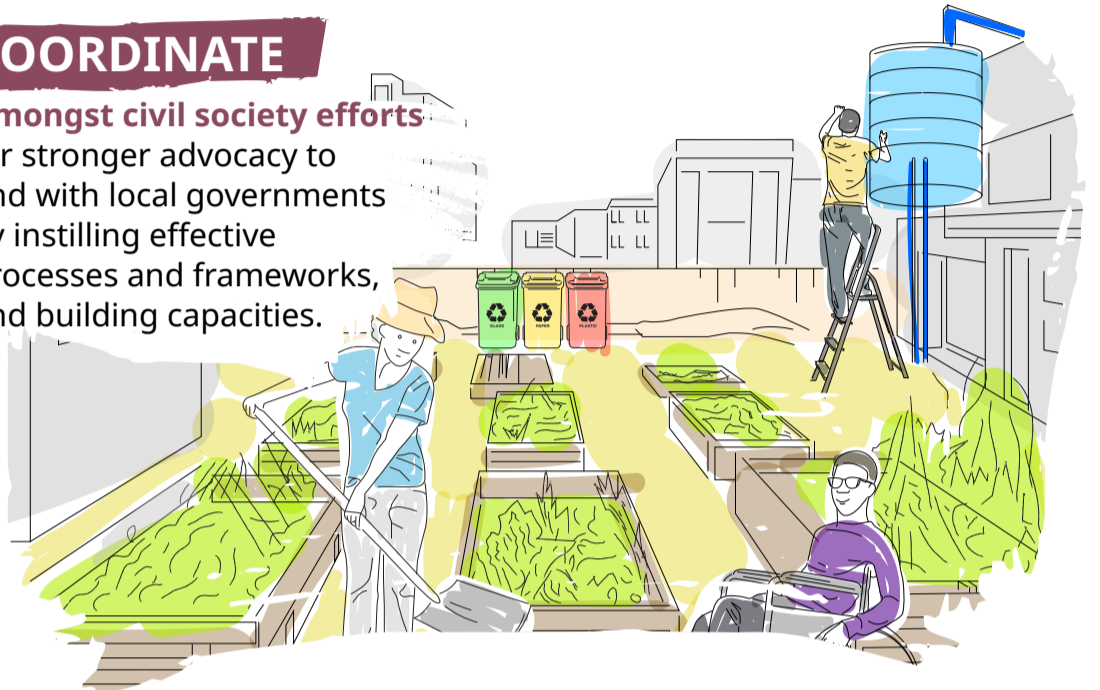 OORDINATE
mongst civil society efforts
r stronger advocacy to
nd with local governments
y instilling effective
rocesses and frameworks,
nd building capacities.
GLASS
PAPER
PLASTIC